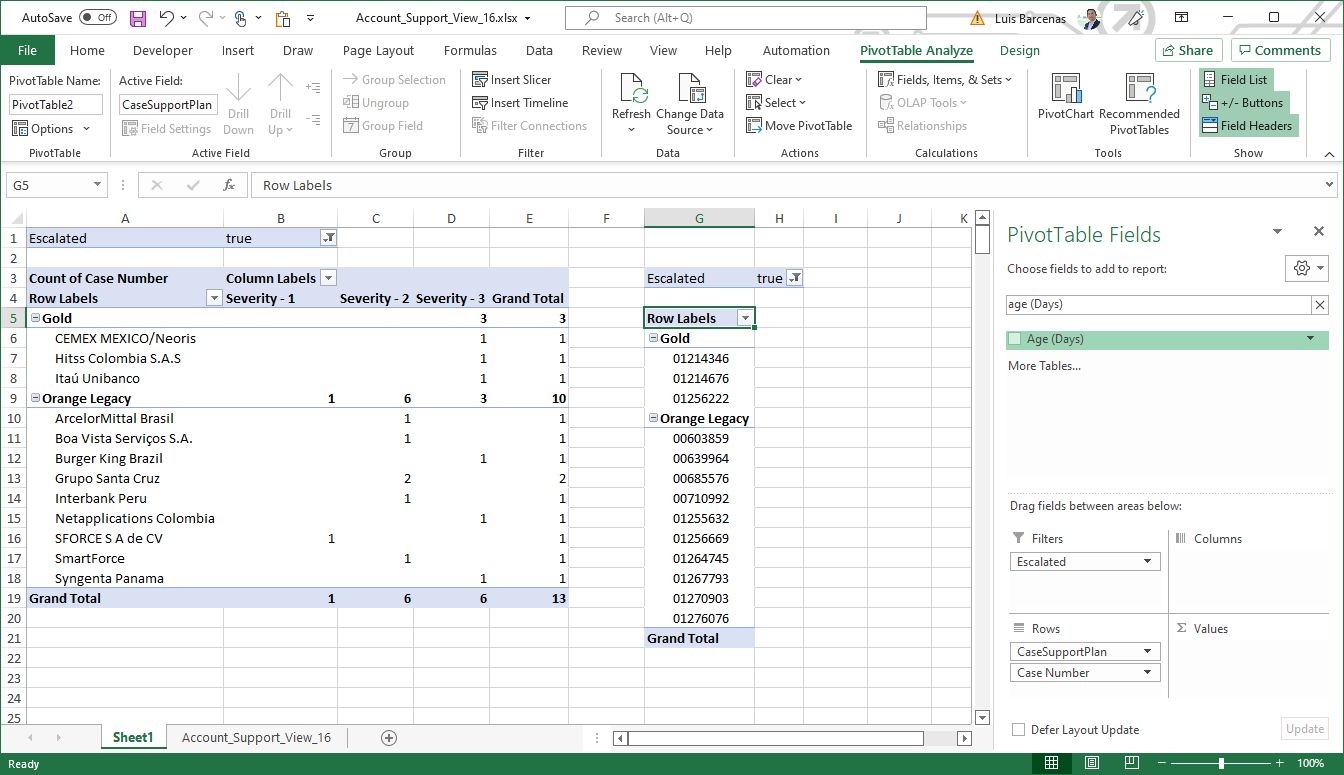 AutoSave Off Account_Support_View_16.xlsx Search (Alt+Q) Luis Barcenas
File Home Developer Insert Draw Page Layout Formulas Data Review View Help Automation PivotTable Analyze Design Share Comments
PivotTable Name:
PivotTable2
Options
PivotTable
Active Field:
CaseSupportPlan
Field Settings
Drill
Down
Drill
Up
Active Field
Group Selection
Ungroup
Group Field
Group
Insert Slicer
Insert Timeline
Filter Connections
Filter
Refresh
Change Data
Source
Data
Clear
Select
Move PivotTable
Actions
Fields, Items, & Sets
OLAP Tools
Relationships
Calculations
PivotChart
Recommended
PivotTables
Tools
Field List
+/- Buttons
Field Headers
Show
G5 fx Row Labels
A B C D E F G H I J K
1 Escalated true
2
3 Count of Case Number Column Labels Escalated true
4 Row Labels Severity - 1 Severity - 2 Severity - 3 Grand Total
5 Gold 3 3 Row Labels
6 CEMEX MEXICO/Neoris 1 1 Gold
7 Hitss Colombia S.A.S 1 1 01214346
8 Itaú Unibanco 1 1 01214676
9 Orange Legacy 1 6 3 10 01256222
10 ArcelorMittal Brasil 1 1 Orange Legacy
11 Boa Vista Serviços S.A. 1 1 00603859
12 Burger King Brazil 1 1 00639964
13 Grupo Santa Cruz 2 2 00685576
14 Interbank Peru 1 1 00710992
15 Netapplications Colombia 1 1 01255632
16 SFORCE S A de CV 1 1 01256669
17 SmartForce 1 1 01264745
18 Syngenta Panama 1 1 01267793
19 Grand Total 1 6 6 13 01270903
20 01276076
21 Grand Total
22
23
24
25
PivotTable Fields
Choose fields to add to report:
age (Days)
Age (Days)
More Tables...
Drag fields between areas below:
Filters
Escalated
Columns
Rows
CaseSupportPlan
Case Number
Σ Values
Defer Layout Update Update
Sheet1 Account_Support_View_16
Ready 100%